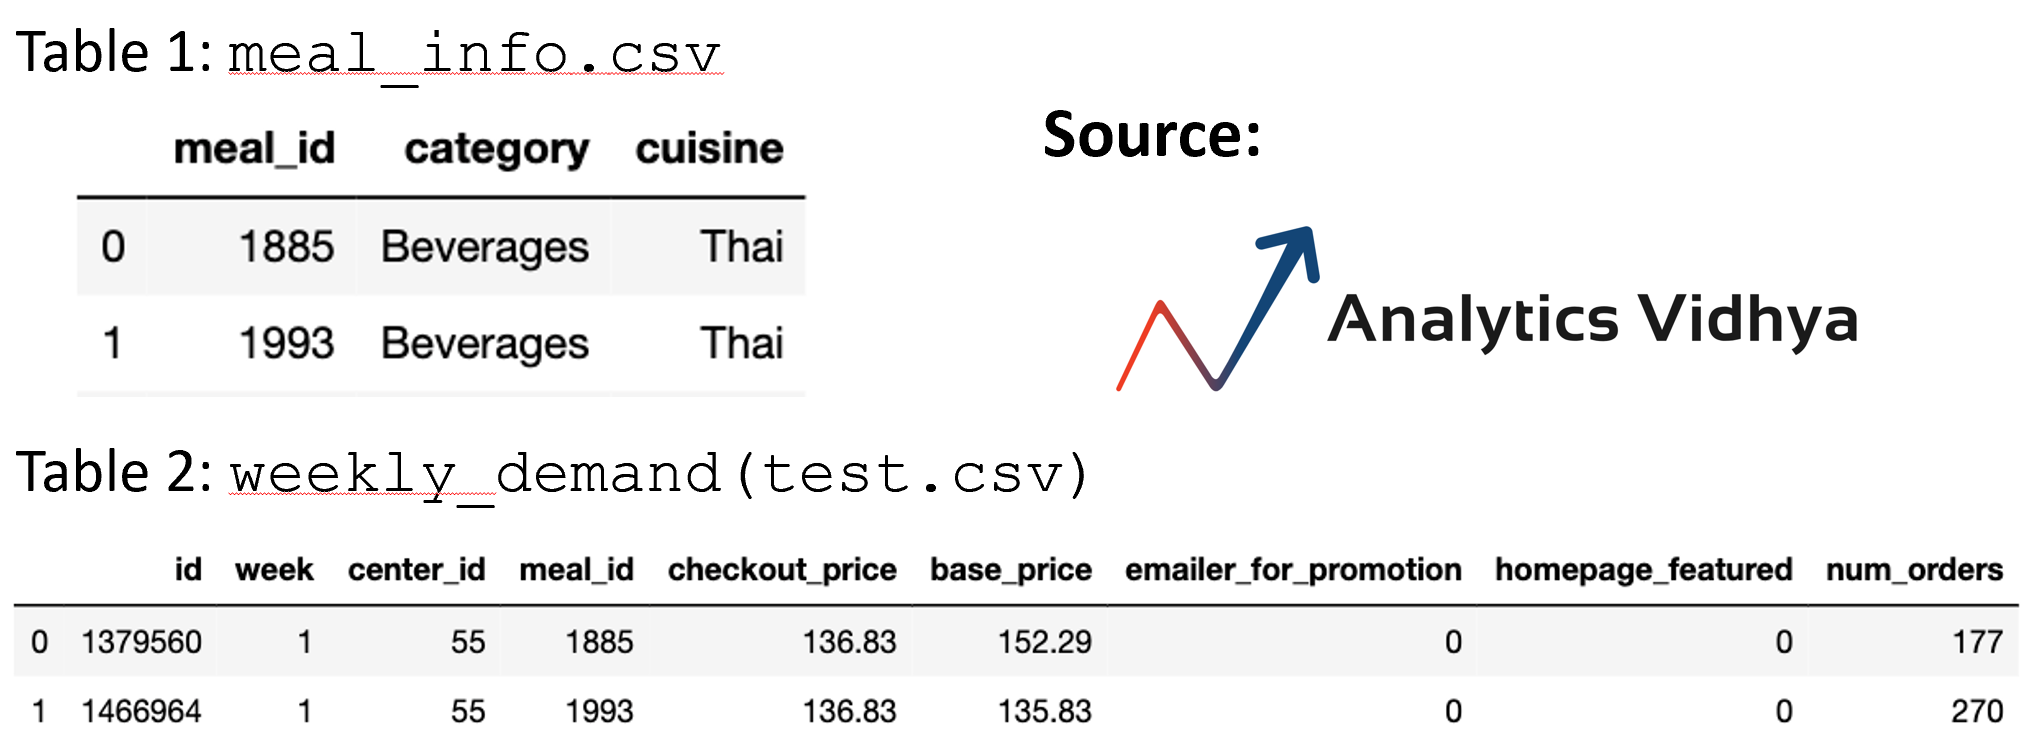 Table 1: meal_info.csv
Source:
meal_id category cuisine
0 1885 Beverages Thai
1 1993 Beverages Thai
Analytics Vidhya
Table 2: weekly_demand(test.csv)
id week center_id meal_id checkout_price base_price emailer_for_promotion homepage_featured num_orders
0 1379560 1 55 1885 136.83 152.29 0 0 177
1 1466964 1 55 1993 136.83 135.83 0 0 270